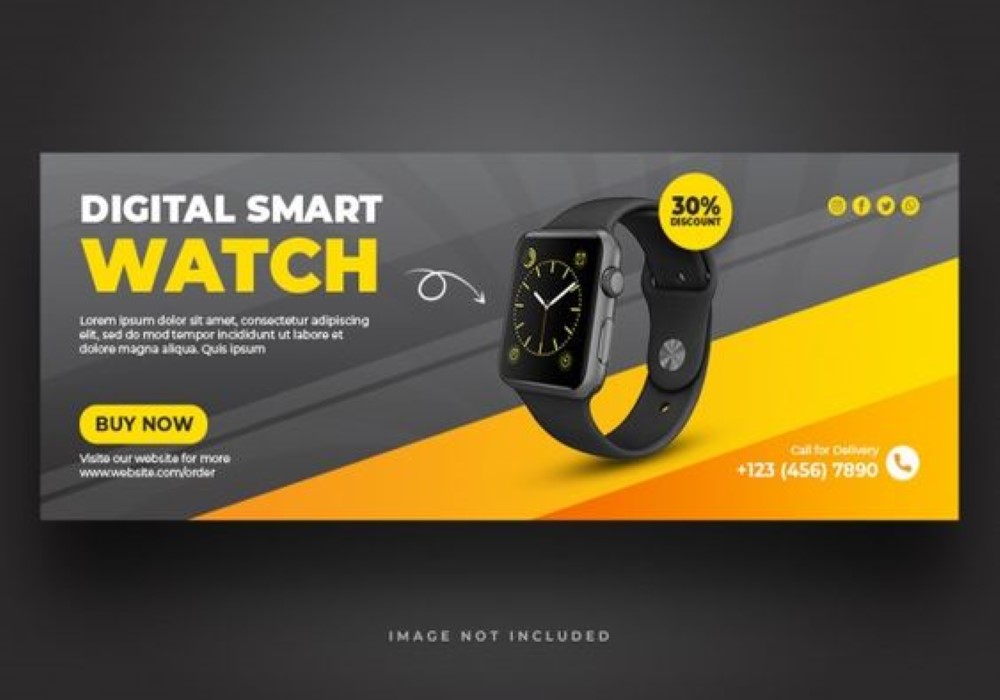 DIGITAL SMART
WATCH
Lorem ipsum dolor sit amet, consectetur adipiscing
elit, sed do mod tempor incididunt ut labore et
dolore magna aliqua. Quis ipsum
BUY NOW
Visite our website for more
www.website.com/order
30%
DISCOUNT
Call for Delivery
+123 (456) 7890
IMAGE NOT INCLUDED